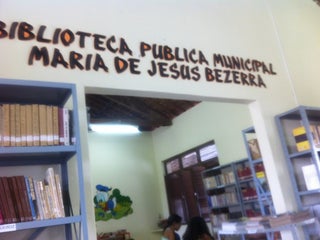 BIBLIOTECA PUBLICA MUNICIPAL
MARIA DE JESUS BEZERRA